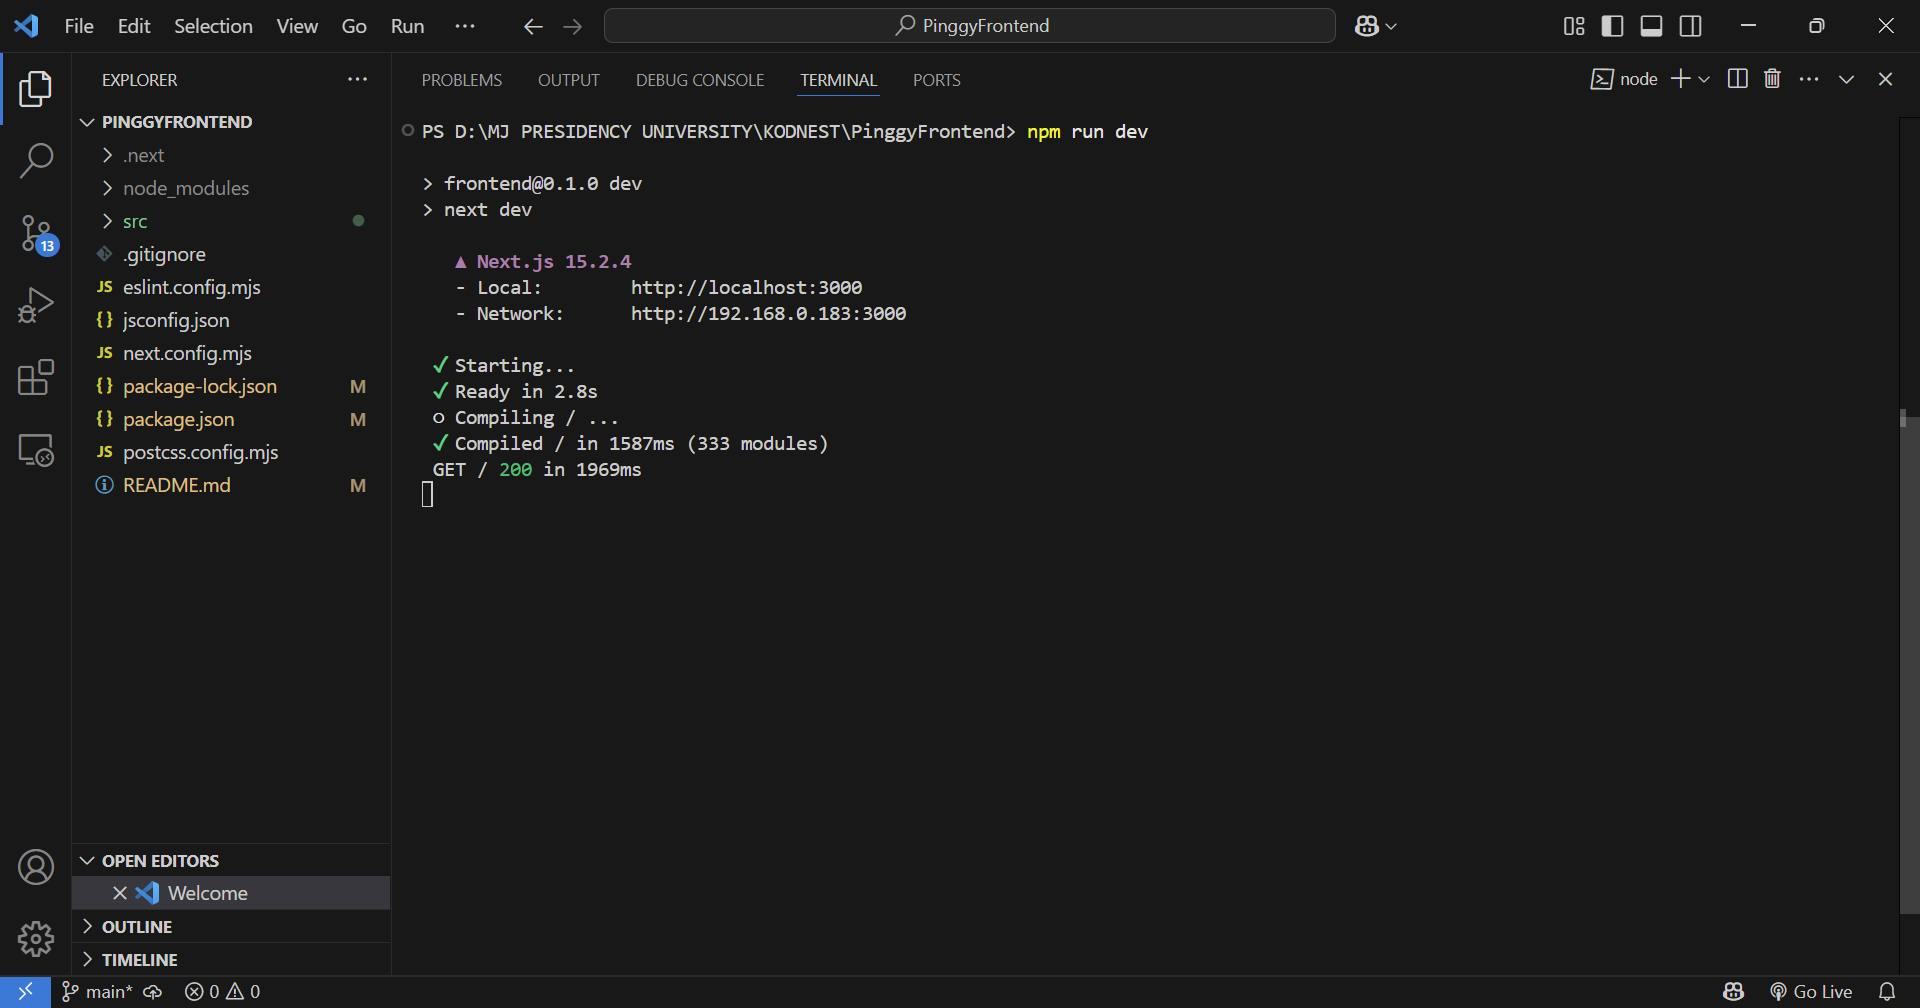 File Edit Selection View Go Run ···
PinggyFrontend
EXPLORER ···
PINGGYFRONTEND
.next
node_modules
src
.gitignore
JS eslint.config.mjs
{} jsconfig.json
JS next.config.mjs
{} package-lock.json M
{} package.json M
JS postcss.config.mjs
README.md M
13
OPEN EDITORS
Welcome
OUTLINE
TIMELINE
PROBLEMS OUTPUT DEBUG CONSOLE TERMINAL PORTS
node
PS D:\MJ PRESIDENCY UNIVERSITY\KODNEST\PinggyFrontend> npm run dev
> frontend@0.1.0 dev
> next dev
▲ Next.js 15.2.4
- Local: http://localhost:3000
- Network: http://192.168.0.183:3000
✓ Starting...
✓ Ready in 2.8s
○ Compiling / ...
✓ Compiled / in 1587ms (333 modules)
GET / 200 in 1969ms
main* 0 0
Go Live